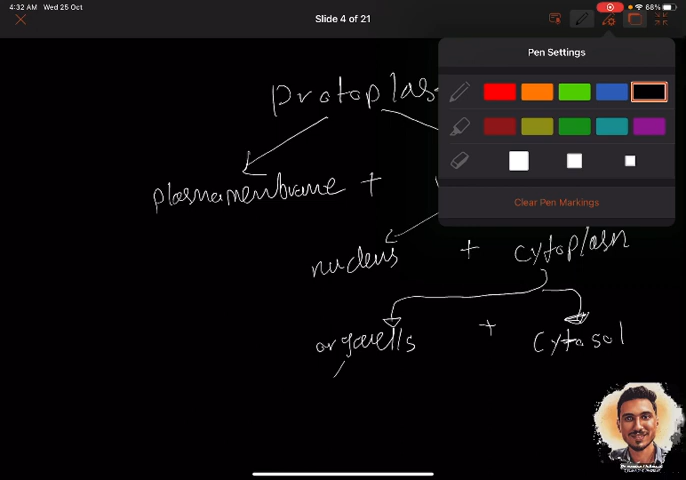 4:32 AM Wed 25 Oct
68%
Slide 4 of 21
Pen Settings
protoplas
plasmamembrane +
Clear Pen Markings
nucleus + cytoplasm
organells + cytosol